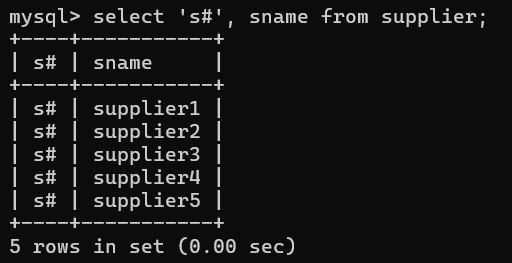 mysql> select 's#', sname from supplier;
+----+-----------+
| s# | sname     |
+----+-----------+
| s# | supplier1 |
| s# | supplier2 |
| s# | supplier3 |
| s# | supplier4 |
| s# | supplier5 |
+----+-----------+
5 rows in set (0.00 sec)